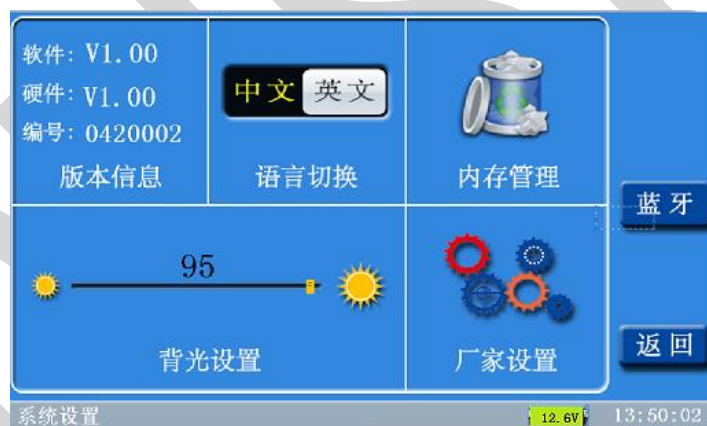 软件: V1.00
硬件: V1.00
编号: 0420002
版本信息
中文 英文
语言切换
内存管理
蓝牙
95
背光设置
厂家设置
返回
系统设置
12.6V
13:50:02